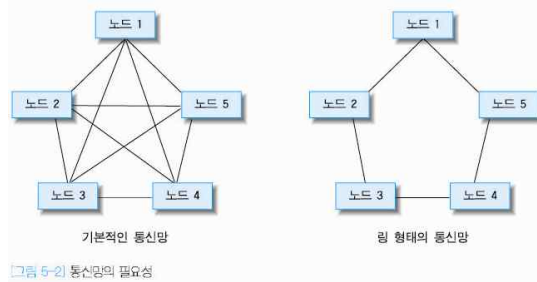 노드 1
노드 1
노드 2
노드 5
노드 2
노드 5
노드 3
노드 4
노드 3
노드 4
기본적인 통신망
링 형태의 통신망
[그림 5-2] 통신망의 필요성